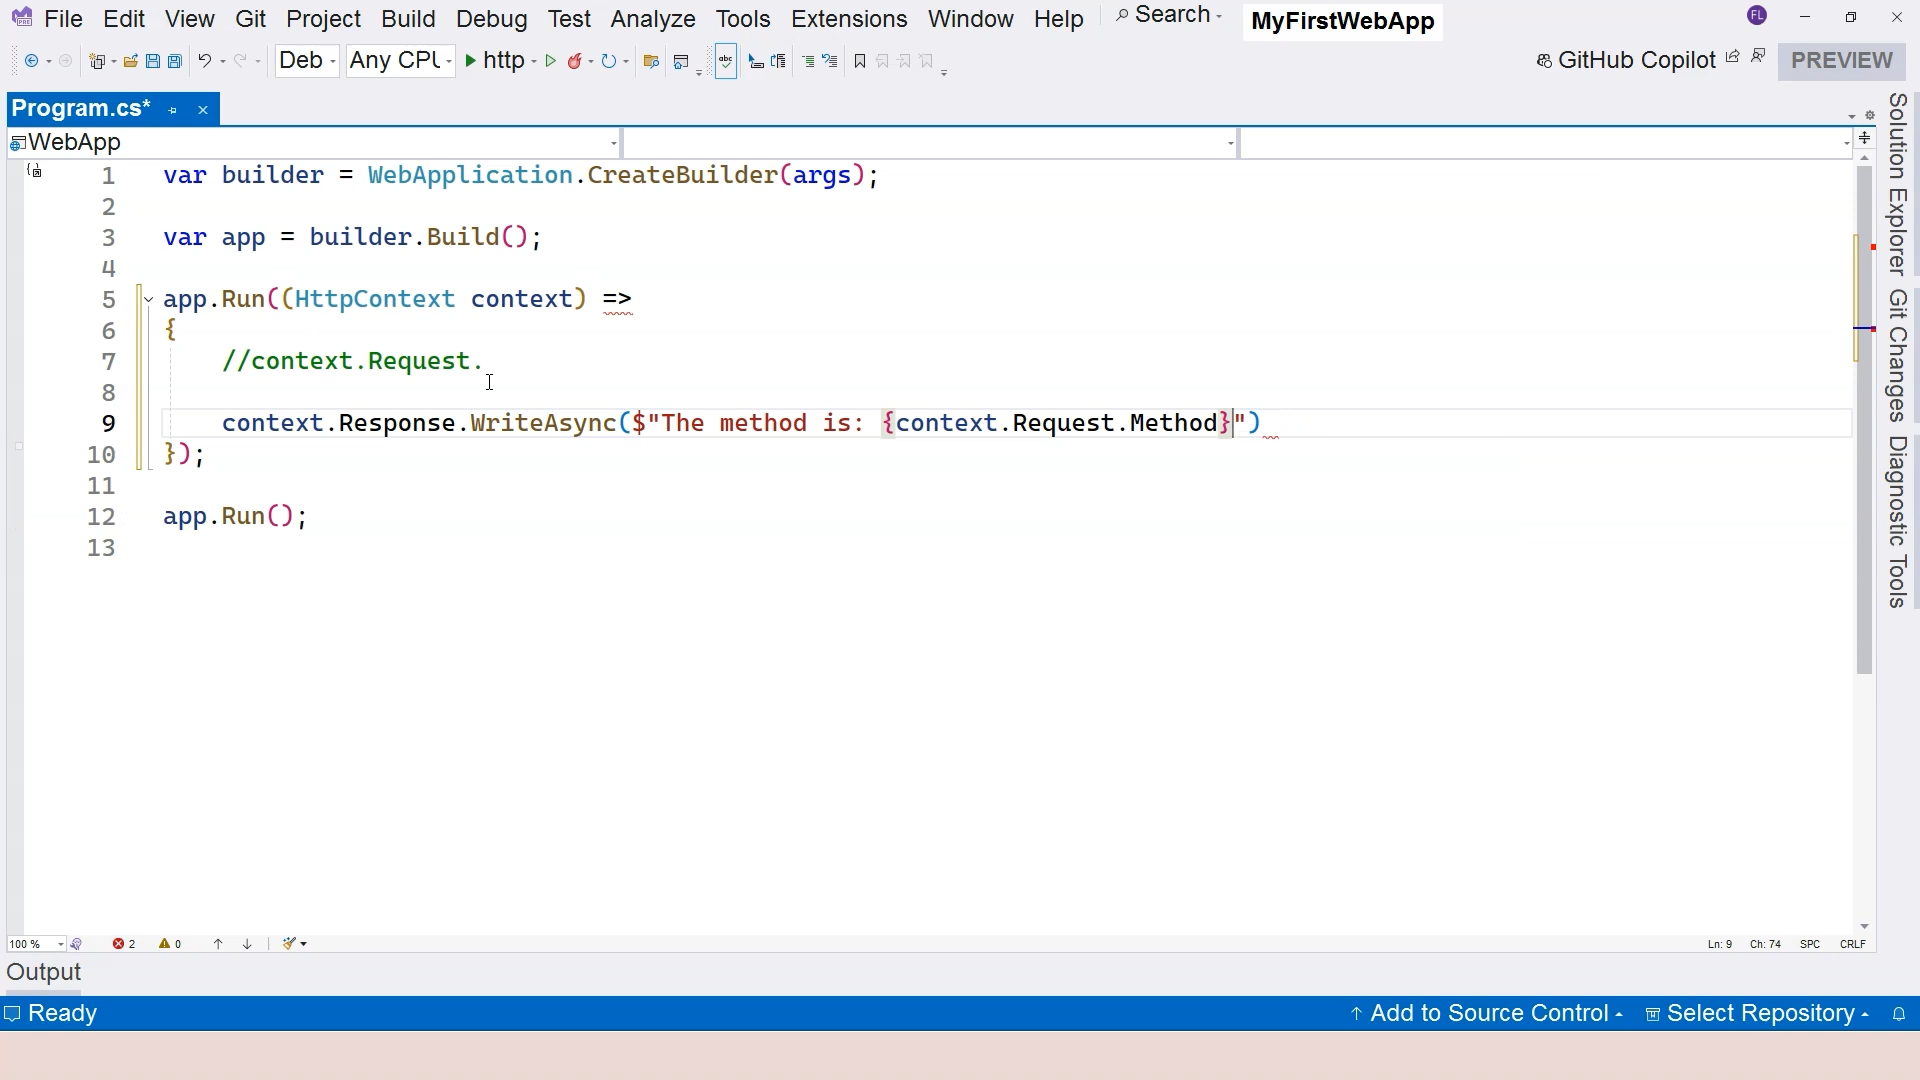 File Edit View Git Project Build Debug Test Analyze Tools Extensions Window Help Search MyFirstWebApp FL
Deb Any CPU http GitHub Copilot PREVIEW
Program.cs*
WebApp
1 var builder = WebApplication.CreateBuilder(args);
2
3 var app = builder.Build();
4
5 app.Run((HttpContext context) =>
6 {
7 //context.Request.
8
9 context.Response.WriteAsync($"The method is: {context.Request.Method}")
10 });
11
12 app.Run();
13
Solution Explorer
Git Changes
Diagnostic Tools
100 % 2 0 Ln: 9 Ch: 74 SPC CRLF
Output
Ready Add to Source Control Select Repository